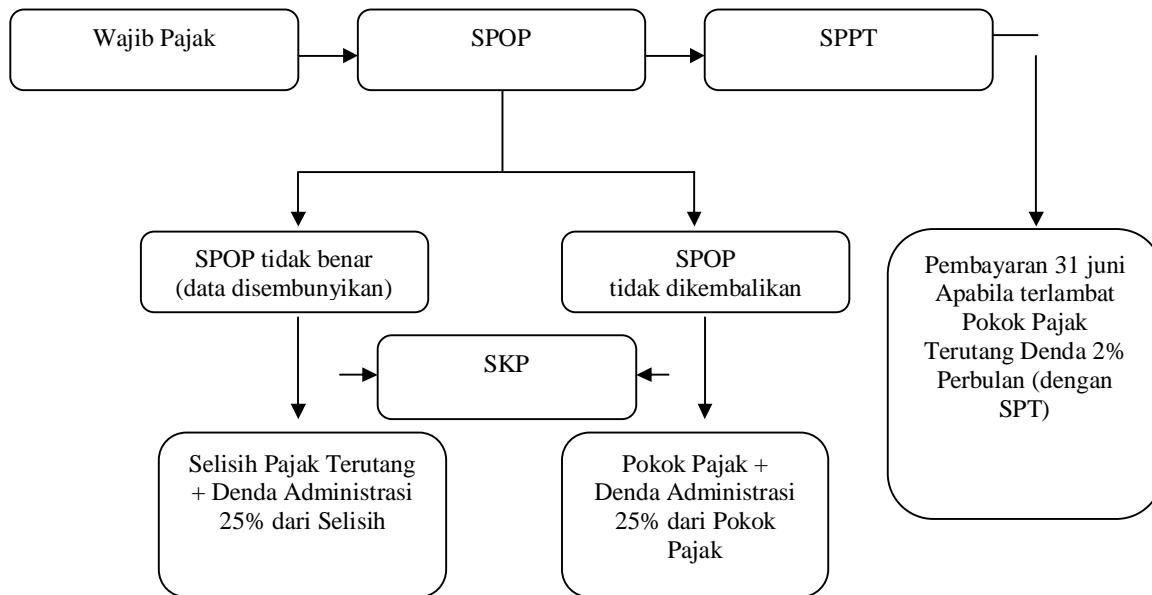 Wajib Pajak
SPOP
SPPT
SPOP tidak benar
(data disembunyikan)
SPOP
tidak dikembalikan
Pembayaran 31 juni
Apabila terlambat
Pokok Pajak
Terutang Denda 2%
Perbulan (dengan
SPT)
SKP
Selisih Pajak Terutang
+ Denda Administrasi
25% dari Selisih
Pokok Pajak +
Denda Administrasi
25% dari Pokok
Pajak